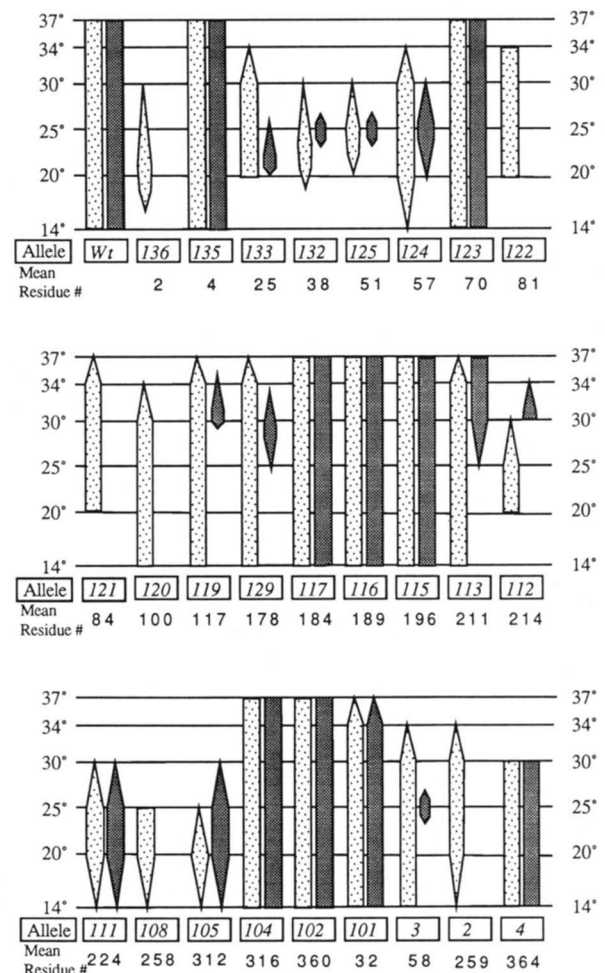 37° 37°
34° 34°
30° 30°
25° 25°
20° 20°
14° 14°
Allele Wt 136 135 133 132 125 124 123 122
Mean
Residue # 2 4 25 38 51 57 70 81
37° 37°
34° 34°
30° 30°
25° 25°
20° 20°
14° 14°
Allele 121 120 119 129 117 116 115 113 112
Mean
Residue # 84 100 117 178 184 189 196 211 214
37° 37°
34° 34°
30° 30°
25° 25°
20° 20°
14° 14°
Allele 111 108 105 104 102 101 3 2 4
Mean
Residue # 224 258 312 316 360 32 58 259 364